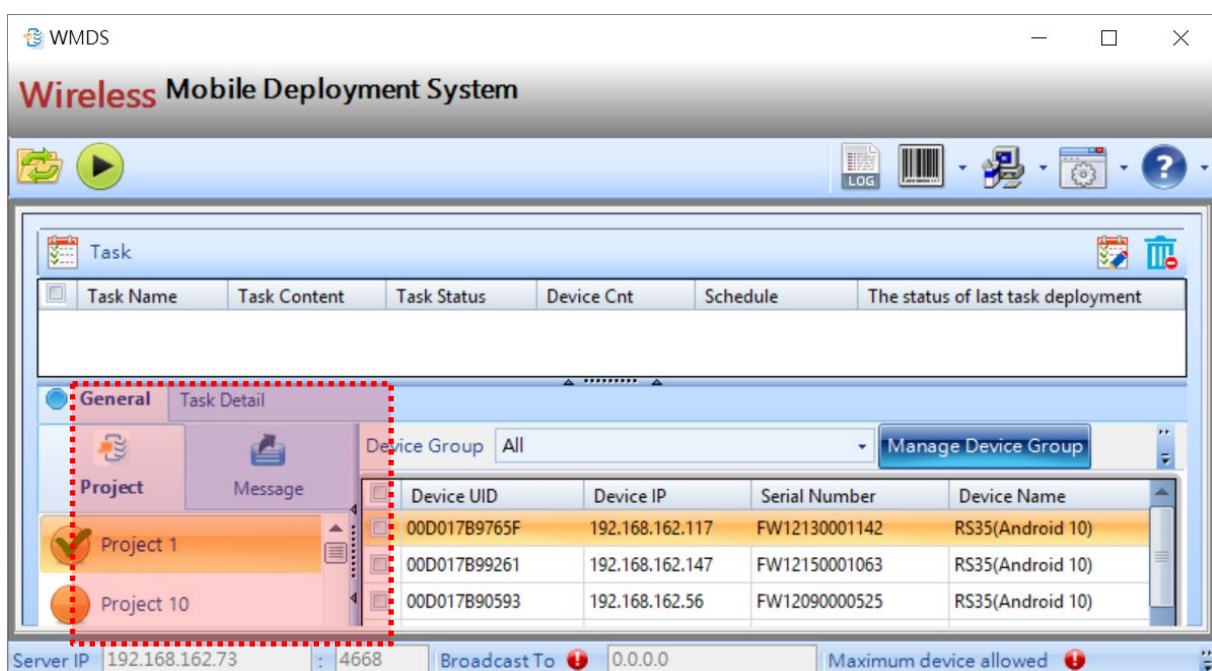 WMDS
Wireless Mobile Deployment System
LOG
?
Task
Task Name Task Content Task Status Device Cnt Schedule The status of last task deployment
General Task Detail
Project Message
Device Group All Manage Device Group
Device UID Device IP Serial Number Device Name
Project 1
00D017B9765F 192.168.162.117 FW12130001142 RS35(Android 10)
00D017B99261 192.168.162.147 FW12150001063 RS35(Android 10)
Project 10
00D017B90593 192.168.162.56 FW12090000525 RS35(Android 10)
Server IP 192.168.162.73 : 4668 Broadcast To 0.0.0.0 Maximum device allowed